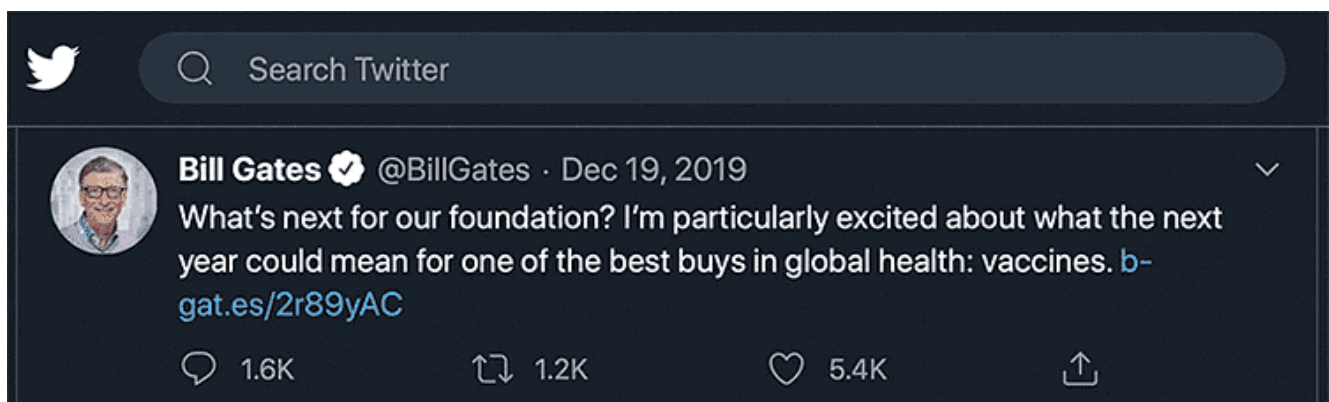 Search Twitter
Bill Gates @BillGates · Dec 19, 2019
What's next for our foundation? I'm particularly excited about what the next
year could mean for one of the best buys in global health: vaccines. b-
gat.es/2r89yAC
1.6K 1.2K 5.4K